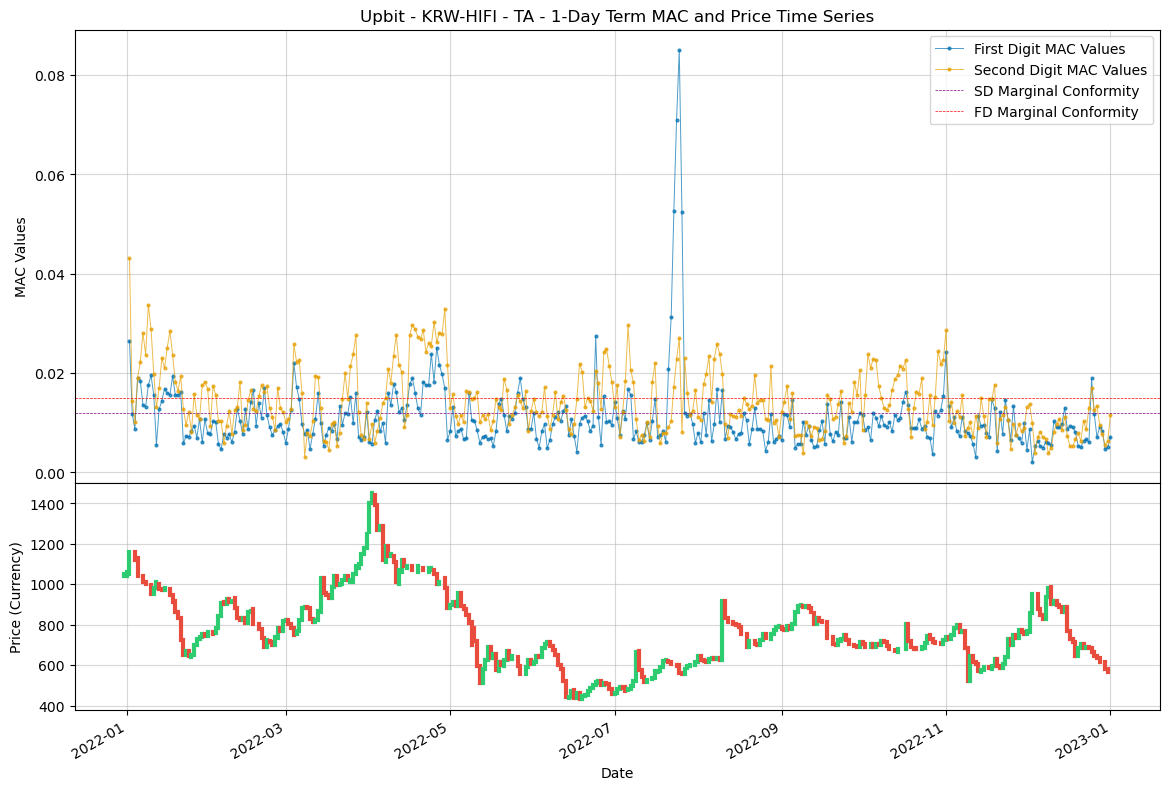 Upbit - KRW-HIFI - TA - 1-Day Term MAC and Price Time Series
First Digit MAC Values
Second Digit MAC Values
SD Marginal Conformity
FD Marginal Conformity
MAC Values
0.08
0.06
0.04
0.02
0.00
Price (Currency)
1400
1200
1000
800
600
400
2022-01
2022-03
2022-05
2022-07
2022-09
2022-11
2023-01
Date